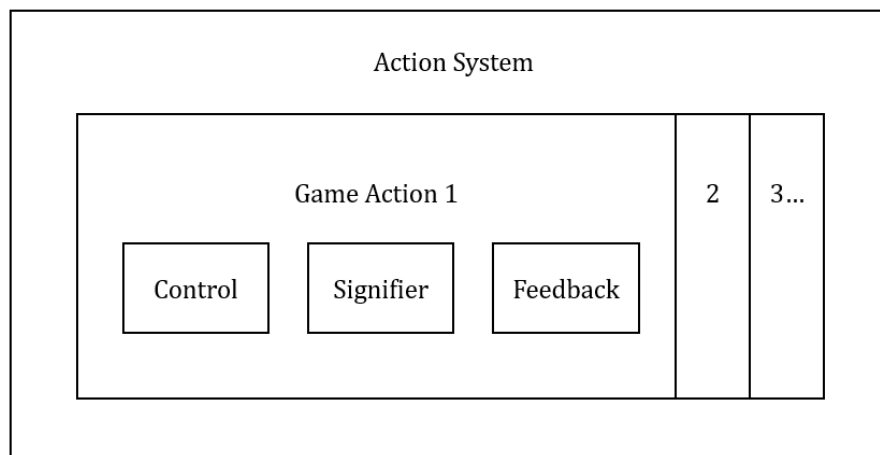 Action System
Game Action 1
2
3...
Control
Signifier
Feedback